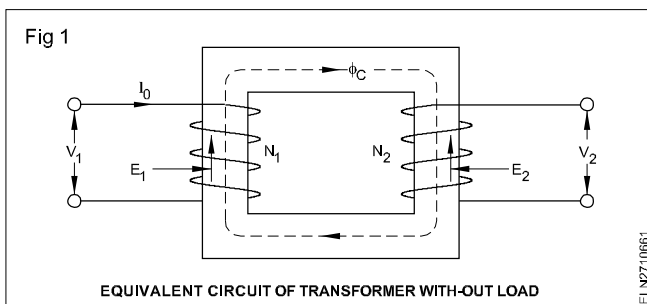 Fig 1
ϕC
I0
N1
N2
V1
E1
E2
V2
EQUIVALENT CIRCUIT OF TRANSFORMER WITH-OUT LOAD
ELN2710661